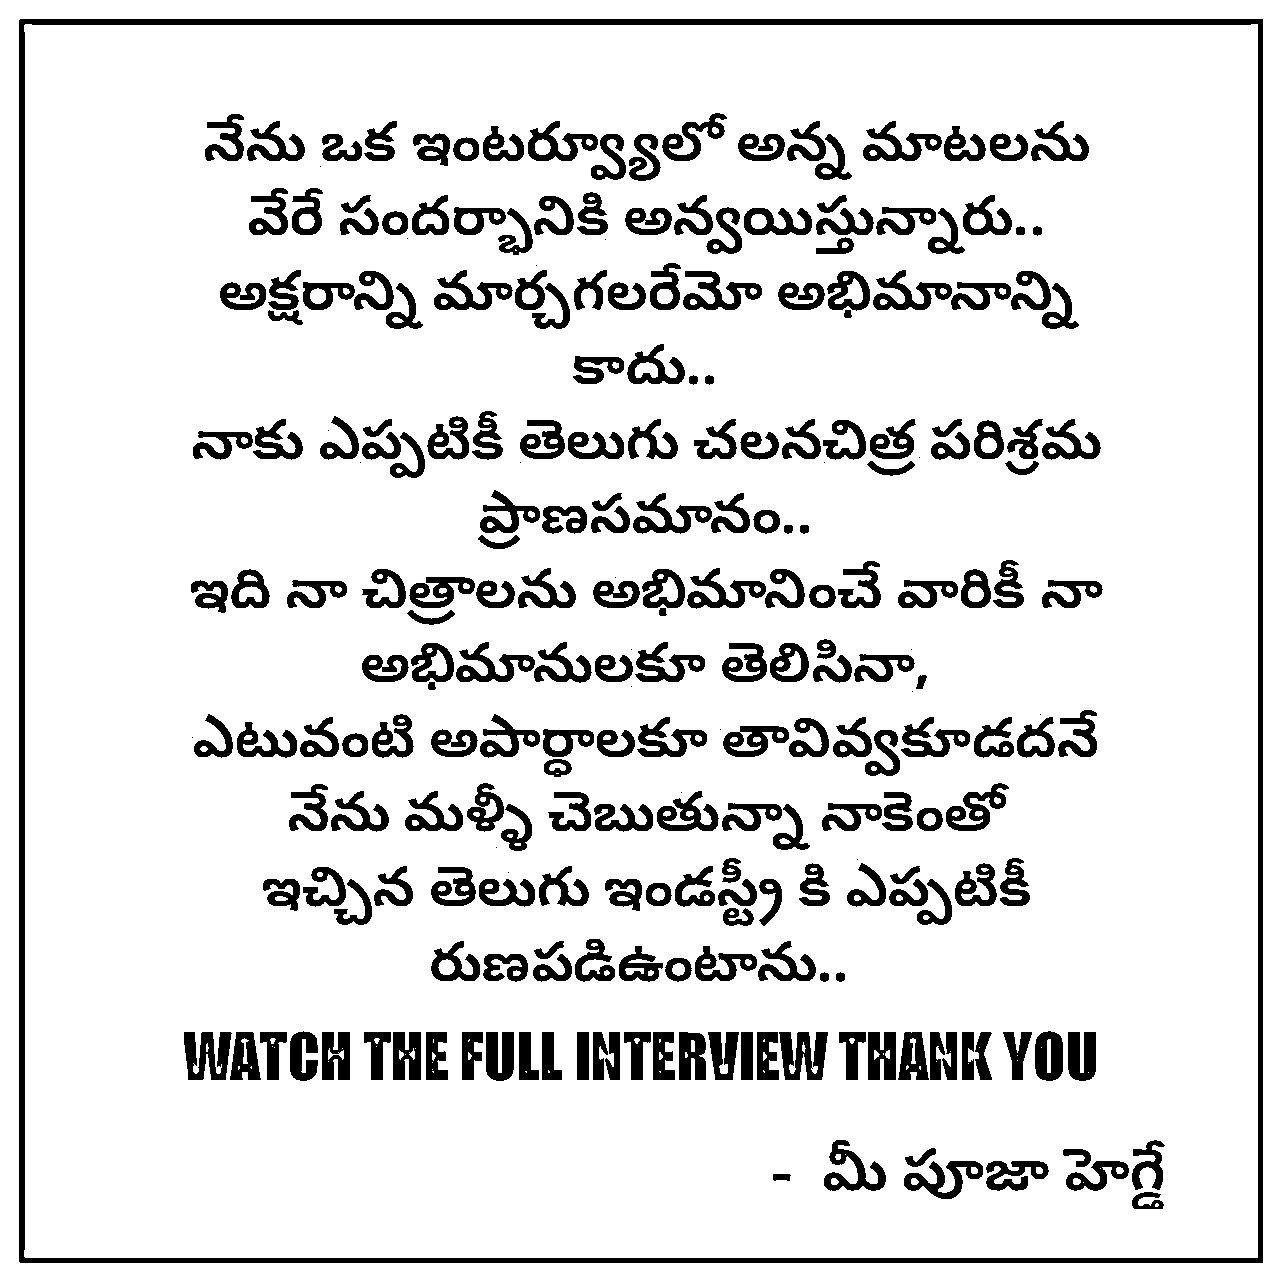 నేను ఒక ఇంటర్వ్యూలో అన్న మాటలను
వేరే సందర్భానికి అన్వయిస్తున్నారు..
అక్షరాన్ని మార్చగలరేమో అభిమానాన్ని
కాదు..
నాకు ఎప్పటికీ తెలుగు చలనచిత్ర పరిశ్రమ
ప్రాణసమానం..
ఇది నా చిత్రాలను అభిమానించే వారికీ నా
అభిమానులకూ తెలిసినా,
ఎటువంటి అపార్ధాలకూ తావివ్వకూడదనే
నేను మళ్ళీ చెబుతున్నా నాకెంతో
ఇచ్చిన తెలుగు ఇండస్ట్రీ కి ఎప్పటికీ
రుణపడిఉంటాను..
WATCH THE FULL INTERVIEW THANK YOU
- మీ పూజా హెగ్డే